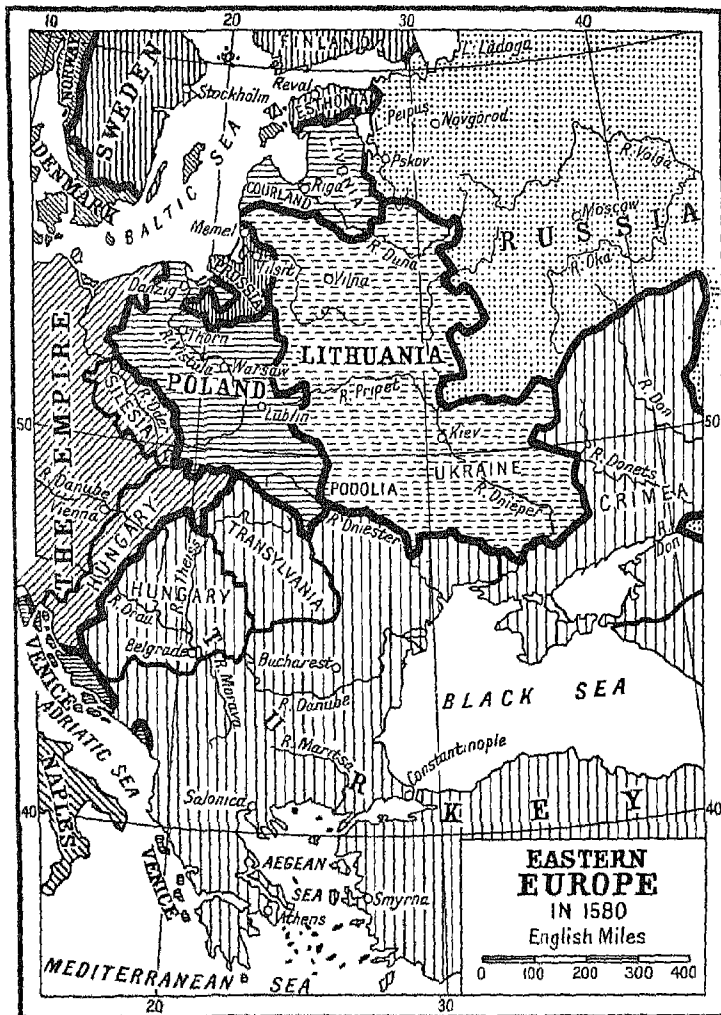 10
20
30
40
NORWAY
SWEDEN
FINLAND
L. Ladoga
Stockholm
Reval
ESTHONIA
L. Peipus
Novgorod
Pskov
R. Volga
DENMARK
BALTIC SEA
LIVONIA
COURLAND
Riga
Moscow
RUSSIA
Memel
Tilsit
R. Duna
R. Oka
PRUSSIA
Vilna
Danzig
Thorn
LITHUANIA
R. Vistula
Warsaw
POLAND
R. Pripet
R. Don
THE EMPIRE
SILESIA
R. Oder
Lublin
50
50
Kiev
UKRAINE
R. Donets
PODOLIA
R. Dnieper
CRIMEA
R. Danube
Vienna
HUNGARY
R. Dniester
R.
Don
TRANSYLVANIA
HUNGARY
R. Theiss
R. Drau
Belgrade
Bucharest
R. Morava
R. Danube
BLACK SEA
VENICE
ADRIATIC SEA
TURKEY
R. Maritsa
Constantinople
NAPLES
Salonica
40
40
VENICE
AEGEAN
SEA
Smyrna
Athens
MEDITERRANEAN SEA
EASTERN
EUROPE
IN 1580
English Miles
0 100 200 300 400
20
30